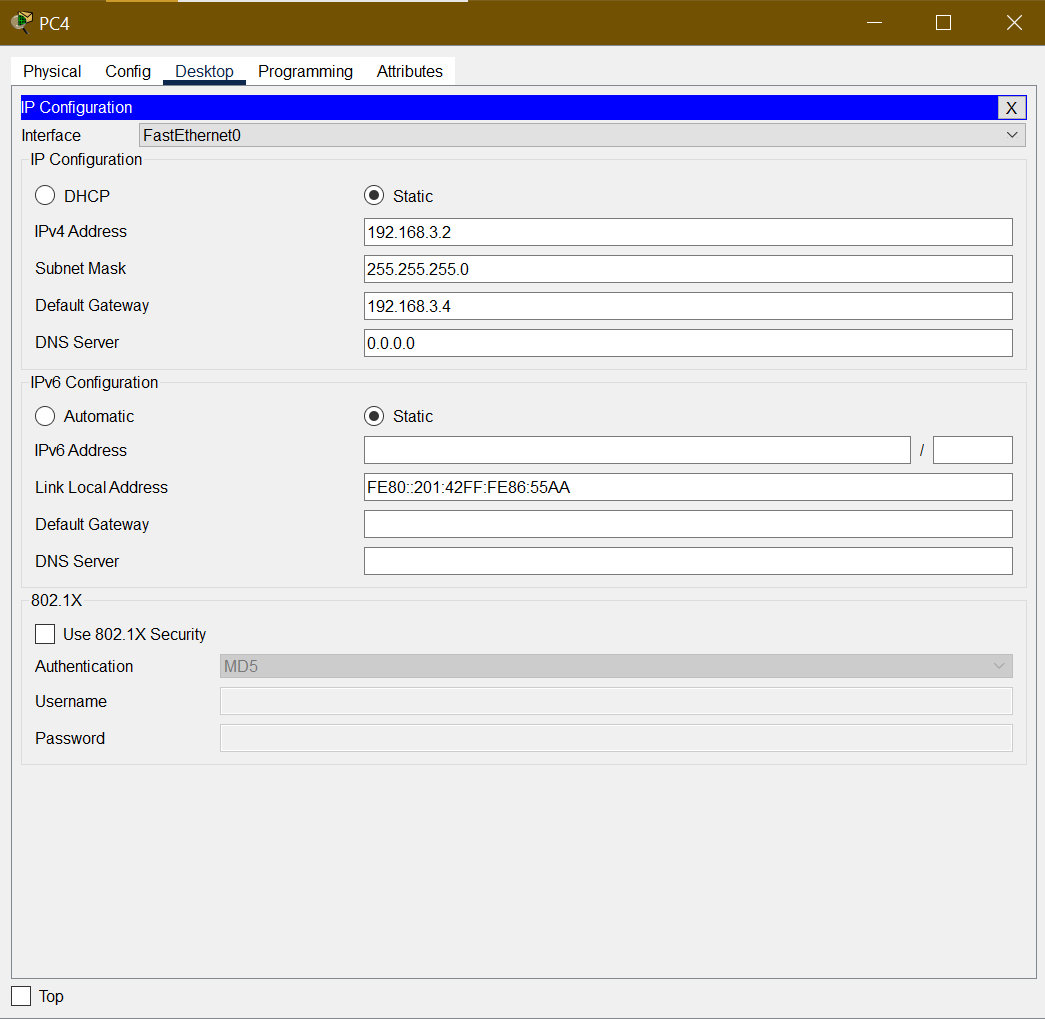 PC4
Physical Config Desktop Programming Attributes
IP Configuration X
Interface FastEthernet0
IP Configuration
DHCP Static
IPv4 Address 192.168.3.2
Subnet Mask 255.255.255.0
Default Gateway 192.168.3.4
DNS Server 0.0.0.0
IPv6 Configuration
Automatic Static
IPv6 Address /
Link Local Address FE80::201:42FF:FE86:55AA
Default Gateway
DNS Server
802.1X
Use 802.1X Security
Authentication MD5
Username
Password
Top